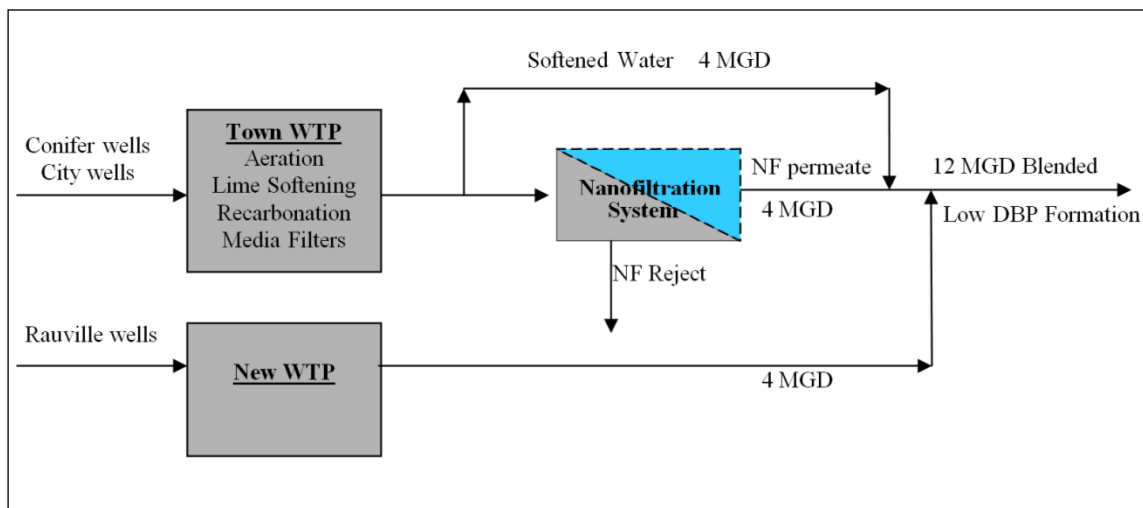 Softened Water 4 MGD
Conifer wells
City wells
Town WTP
Aeration
Lime Softening
Recarbonation
Media Filters
Nanofiltration
System
NF permeate
4 MGD
12 MGD Blended
Low DBP Formation
NF Reject
Rauville wells
New WTP
4 MGD